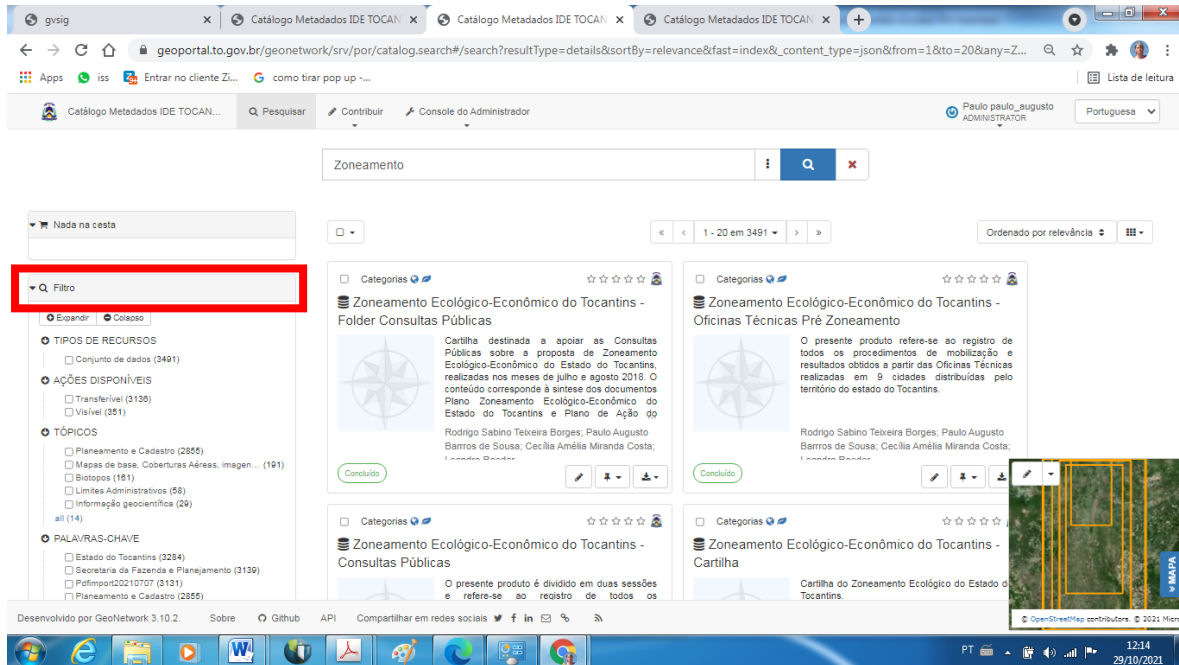 gvsig
Catálogo Metadados IDE TOCAN
Catálogo Metadados IDE TOCAN
Catálogo Metadados IDE TOCAN
geoportal.to.gov.br/geonetwork/srv/por/catalog.search#/search?resultType=details&sortBy=relevance&fast=index&_content_type=json&from=1&to=20&any=Z...
Apps iss Entrar no cliente Zi... como tirar pop up -... Lista de leitura
Catálogo Metadados IDE TOCAN... Pesquisar Contribuir Console do Administrador Paulo paulo_augusto Portuguesa
ADMINISTRATOR
Zoneamento
Nada na cesta
1 - 20 em 3491
Ordenado por relevância
Filtro
Expandir Colapso
TIPOS DE RECURSOS
Conjunto de dados (3491)
AÇÕES DISPONÍVEIS
Transferível (3136)
Visível (351)
TÓPICOS
Planeamento e Cadastro (2855)
Mapas de base, Coberturas Aéreas, imagen... (191)
Biotopos (161)
Limites Administrativos (58)
Informação geocientífica (29)
all (14)
PALAVRAS-CHAVE
Estado do Tocantins (3284)
Secretaria da Fazenda e Planejamento (3139)
Pdfimport20210707 (3131)
Planeamento e Cadastro (2855)
Categorias
Zoneamento Ecológico-Econômico do Tocantins -
Folder Consultas Públicas
Cartilha destinada a apoiar as Consultas
Públicas sobre a proposta de Zoneamento
Ecológico-Econômico do Estado do Tocantins,
realizadas nos meses de julho e agosto 2018. O
conteúdo corresponde à síntese dos documentos
Plano Zoneamento Ecológico-Econômico do
Estado do Tocantins e Plano de Ação do
Rodrigo Sabino Teixeira Borges; Paulo Augusto
Barrros de Sousa; Cecília Amélia Miranda Costa;
Leandro Roeder
Concluído
Categorias
Zoneamento Ecológico-Econômico do Tocantins -
Oficinas Técnicas Pré Zoneamento
O presente produto refere-se ao registro de
todos os procedimentos de mobilização e
resultados obtidos a partir das Oficinas Técnicas
realizadas em 9 cidades distribuídas pelo
território do estado do Tocantins.
Rodrigo Sabino Teixeira Borges; Paulo Augusto
Barrros de Sousa; Cecília Amélia Miranda Costa;
Leandro Roeder
Concluído
Categorias
Zoneamento Ecológico-Econômico do Tocantins -
Consultas Públicas
O presente produto é dividido em duas sessões
e refere-se ao registro de todos os
Categorias
Zoneamento Ecológico-Econômico do Tocantins -
Cartilha
Cartilha do Zoneamento Ecológico do Estado d
Tocantins.
MAPA
© OpenStreetMap contributors. © 2021 Micro
Desenvolvido por GeoNetwork 3.10.2. Sobre Github API Compartilhar em redes sociais
PT 12:14
29/10/2021